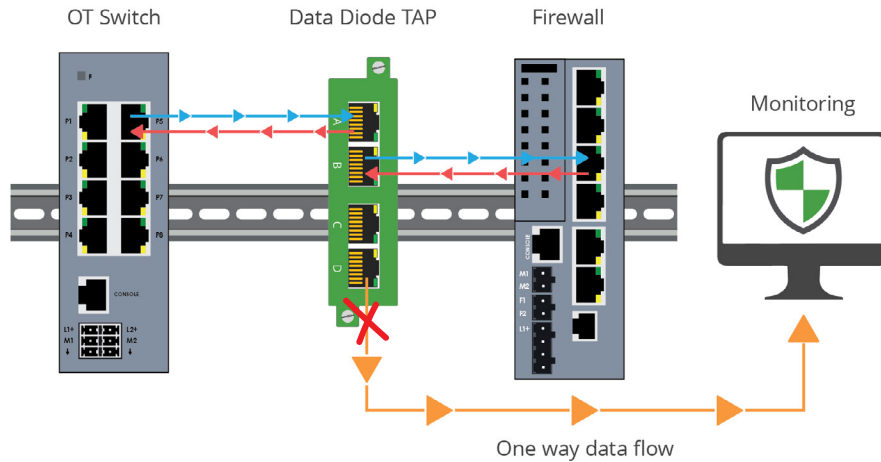 OT Switch
Data Diode TAP
Firewall
Monitoring
F
P1 P5
P2 P6
P3 P7
P4 P8
CONSOLE
L1+ L2+
M1 M2
A
B
C
D
CONSOLE
M1
M2
F1
F2
L1+
One way data flow